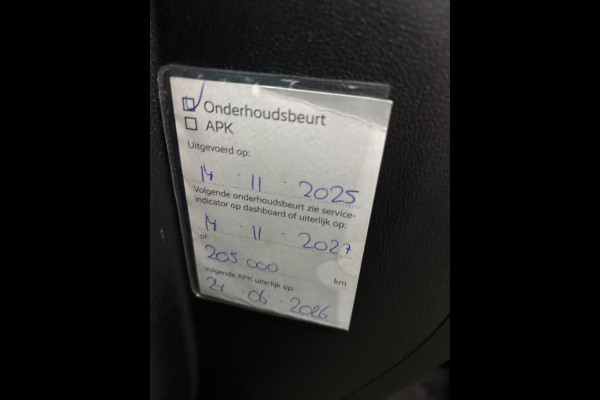 Onderhoudsbeurt
APK
Uitgevoerd op:
14 · 11 · 2025
Volgende onderhoudsbeurt zie service-
indicator op dashboard of uiterlijk op:
14 · 11 · 2027
of:
205.000 km
Volgende APK uiterlijk op:
21 · 06 · 2026